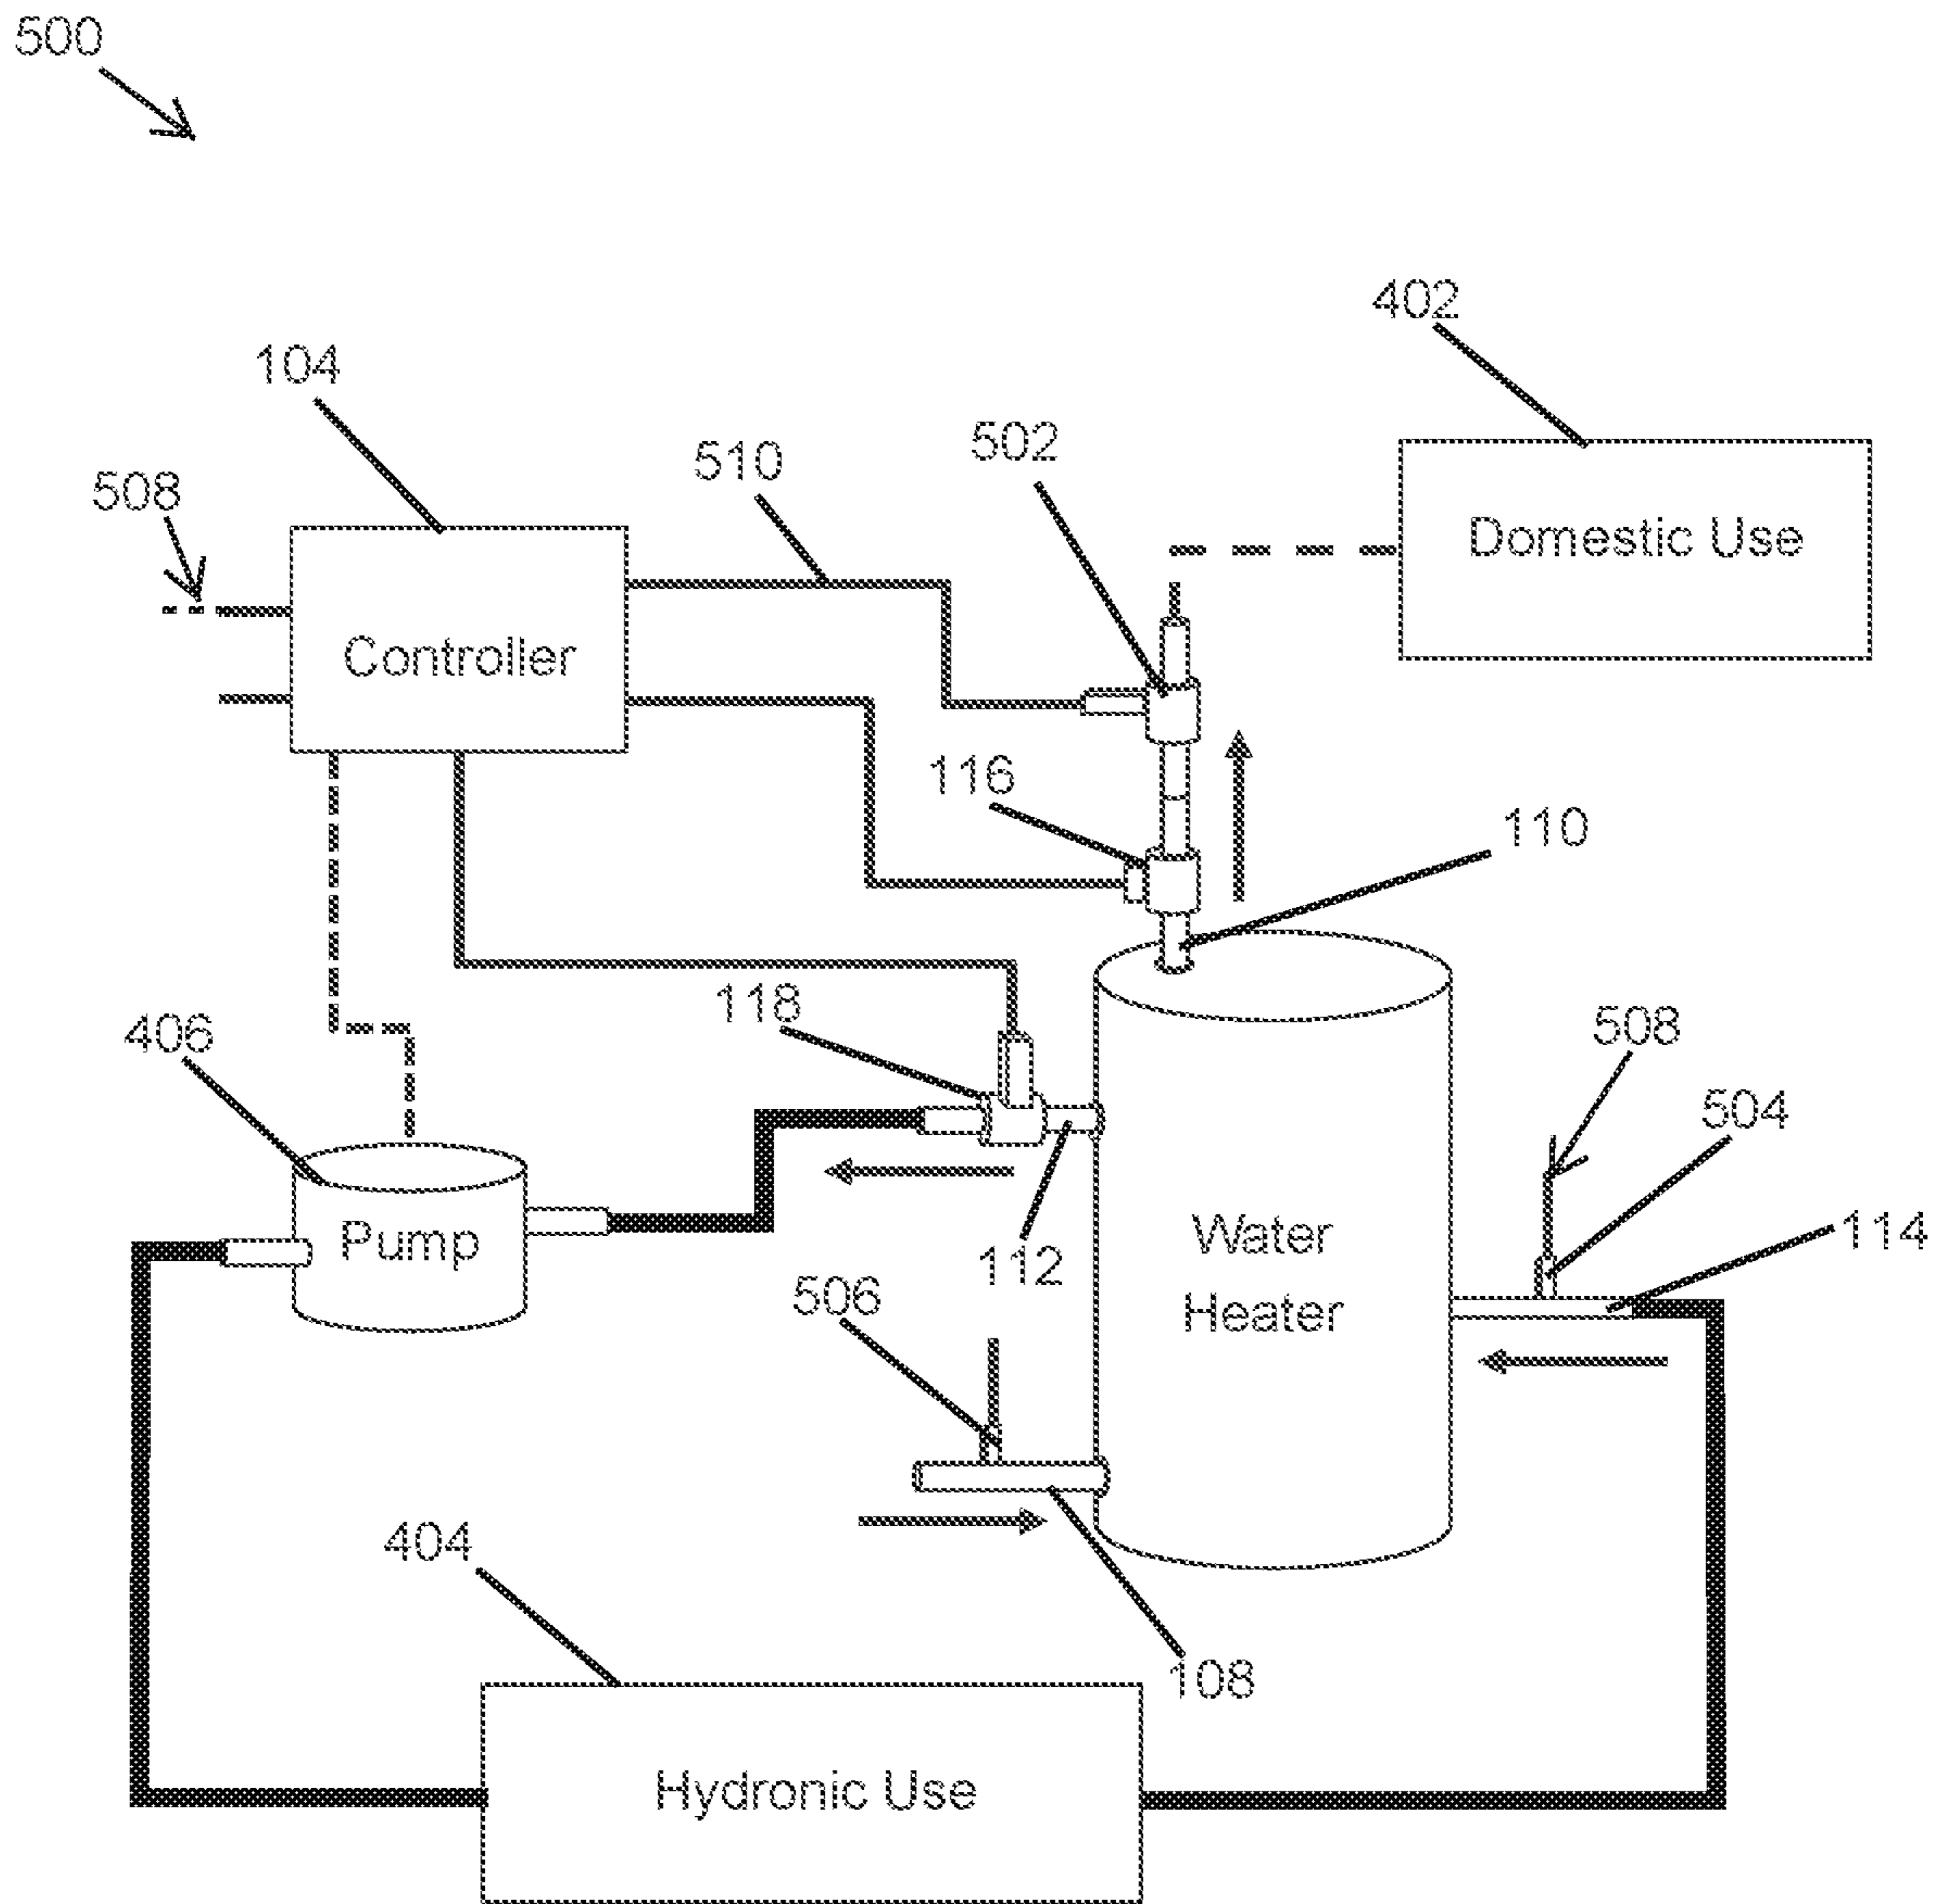 500
402
104
502
510
508
Domestic Use
Controller
116
110
118
406
508
504
Pump
Water
Heater
114
112
506
404
108
Hydronic Use